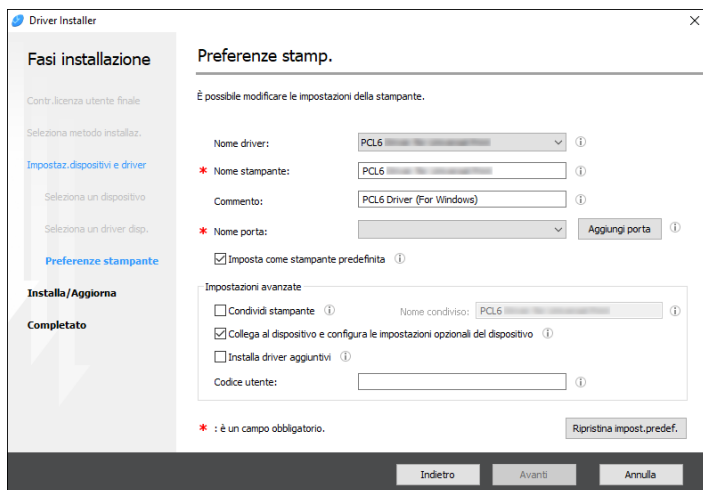 Driver Installer
Fasi installazione
Contr.licenza utente finale
Seleziona metodo installaz.
Impostaz.dispositivi e driver
Seleziona un dispositivo
Seleziona un driver disp.
Preferenze stampante
Installa/Aggiorna
Completato
Preferenze stamp.
È possibile modificare le impostazioni della stampante.
Nome driver: PCL6
* Nome stampante: PCL6
Commento: PCL6 Driver (For Windows)
* Nome porta: Aggiungi porta
Imposta come stampante predefinita
Impostazioni avanzate
Condividi stampante Nome condiviso: PCL6
Collega al dispositivo e configura le impostazioni opzionali del dispositivo
Installa driver aggiuntivi
Codice utente:
* : è un campo obbligatorio. Ripristina impost.predef.
Indietro Avanti Annulla